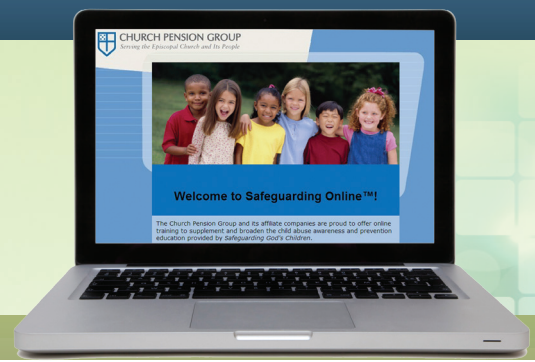 CHURCH PENSION GROUP
Serving the Episcopal Church and Its People
Welcome to Safeguarding Online™!
The Church Pension Group and its affiliate companies are proud to offer online
training to supplement and broaden the child abuse awareness and prevention
education provided by Safeguarding God's Children.